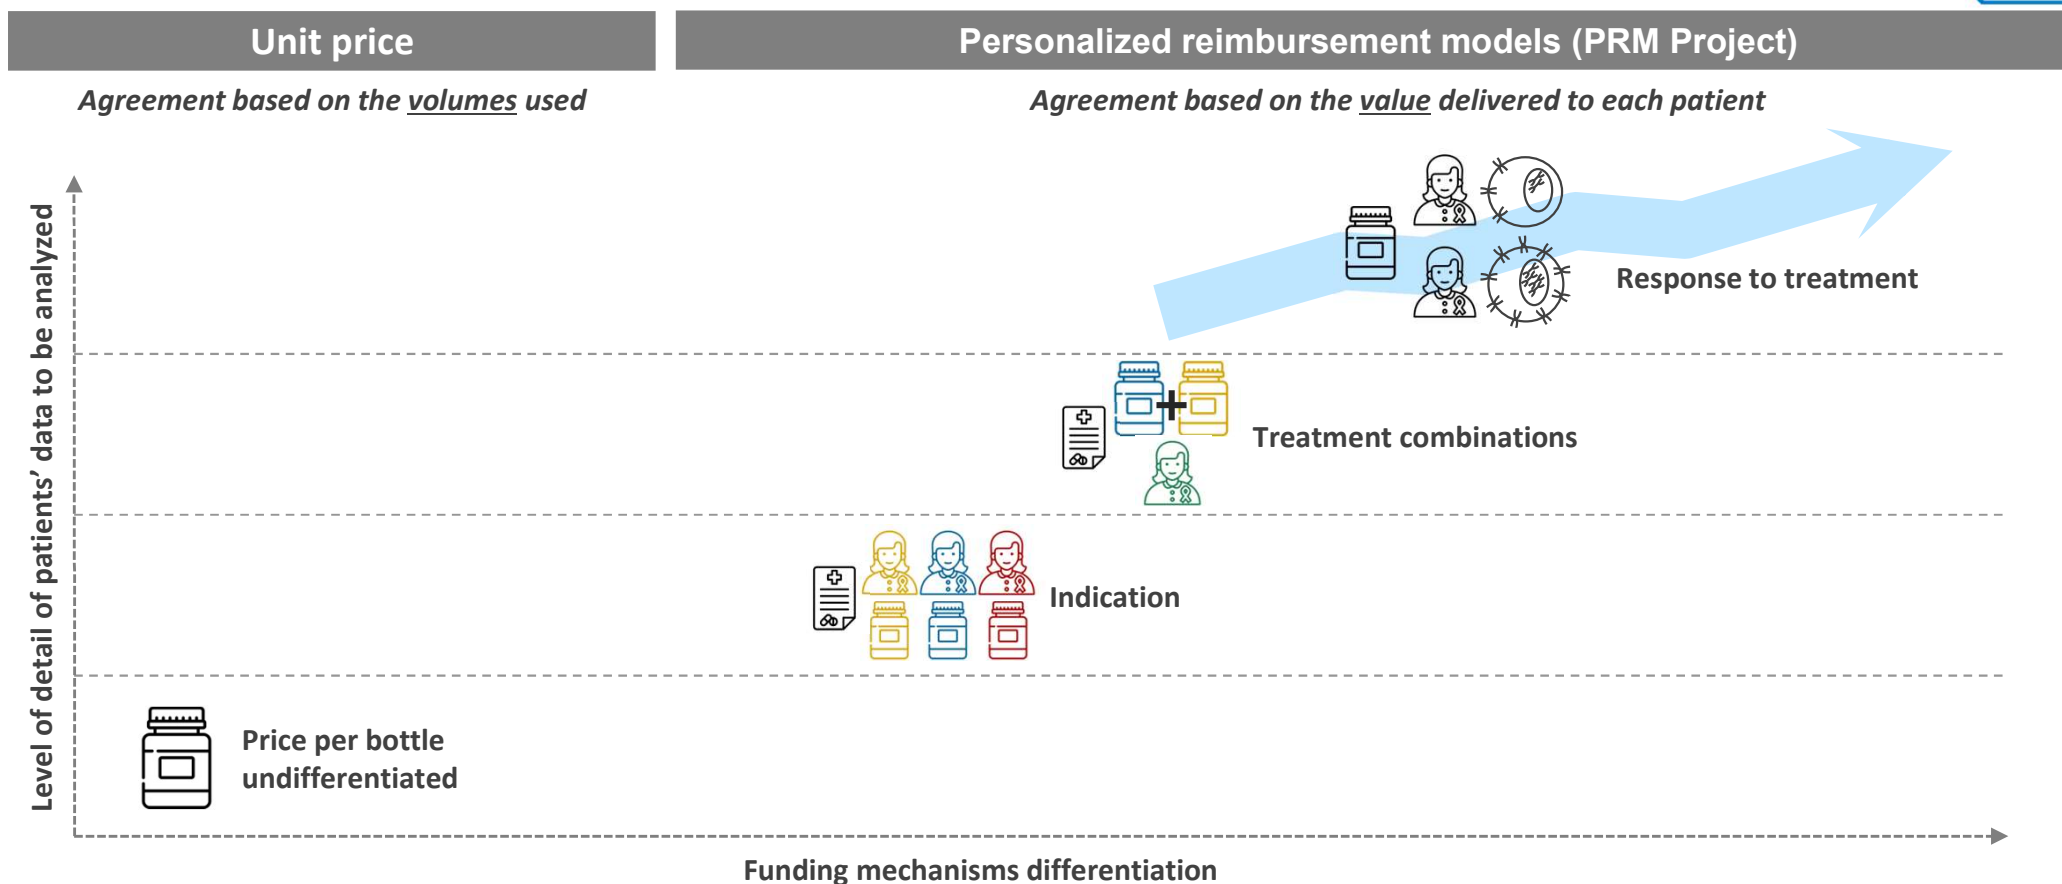 Unit price
Personalized reimbursement models (PRM Project)
Agreement based on the volumes used
Agreement based on the value delivered to each patient
Level of detail of patients’ data to be analyzed
Response to treatment
Treatment combinations
Indication
Price per bottle
undifferentiated
Funding mechanisms differentiation